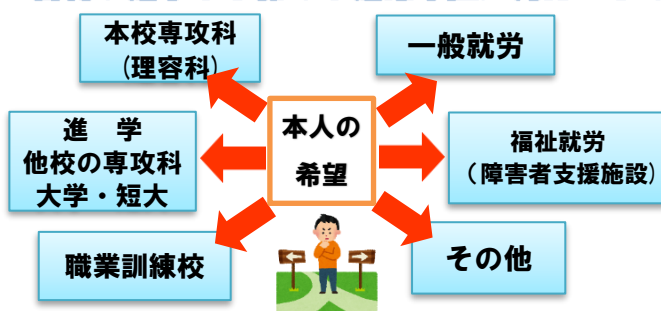 本校専攻科
(理容科)
一般就労
本人の
希望
進　学
他校の専攻科
大学・短大
福祉就労
（障害者支援施設）
職業訓練校
その他